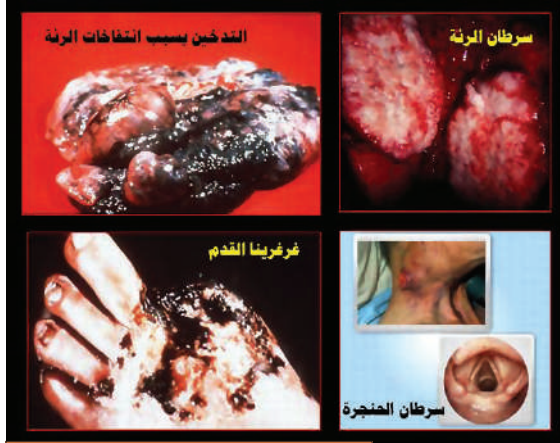 سرطان الرئة
التدخين يسبب انتفاخات الرئة
غرغرينا القدم
سرطان الحنجرة